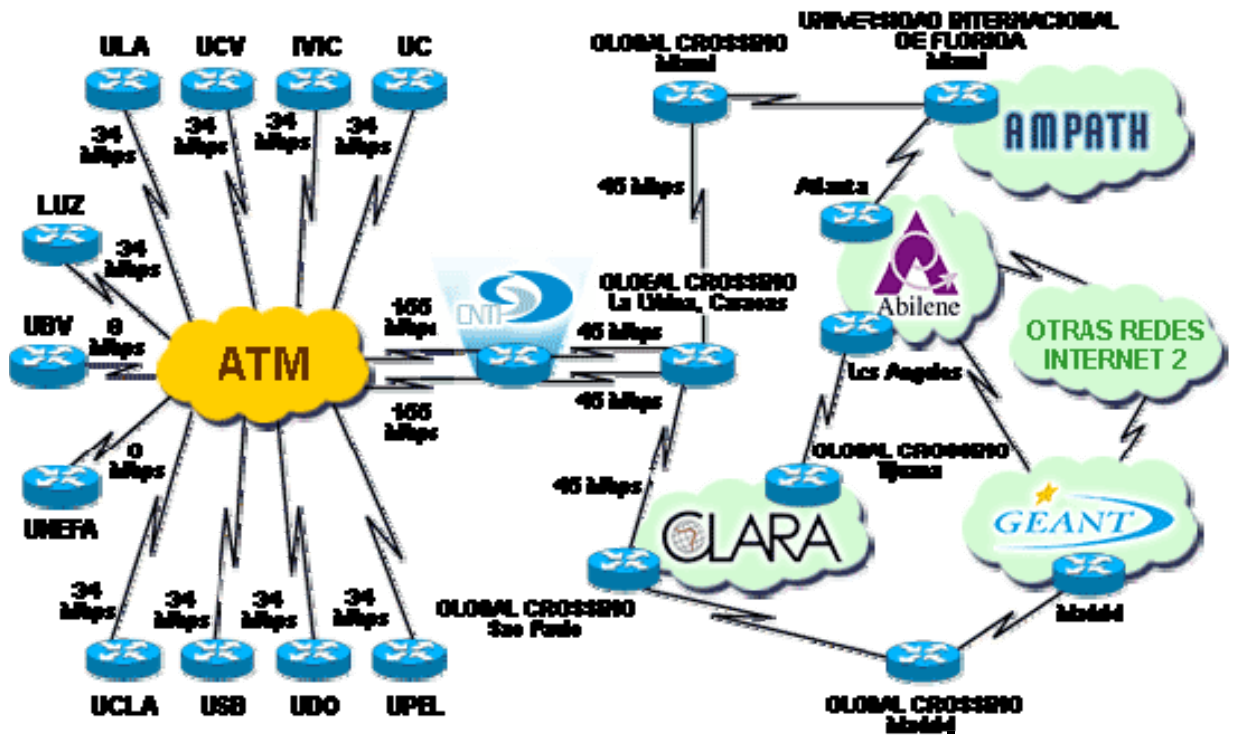 ULA
UCV
IVIC
UC
GLOBAL CROSSING
Miami
UNIVERSIDAD INTERNACIONAL
DE FLORIDA
Miami
AMPATH
34
Mbps
34
Mbps
34
Mbps
34
Mbps
45 Mbps
Atlanta
LUZ
34
Mbps
Abilene
UBV
Mbps
ATM
155
Mbps
CNTI
45 Mbps
GLOBAL CROSSING
Caracas
OTRAS REDES
INTERNET 2
Los Angeles
155
Mbps
45 Mbps
UNEFA
Mbps
45 Mbps
CLARA
GLOBAL CROSSING
Tijuana
GEANT
Madrid
GLOBAL CROSSING
Sao Paulo
34
Mbps
34
Mbps
34
Mbps
34
Mbps
UCLA
USB
UDO
UPEL
GLOBAL CROSSING
Madrid